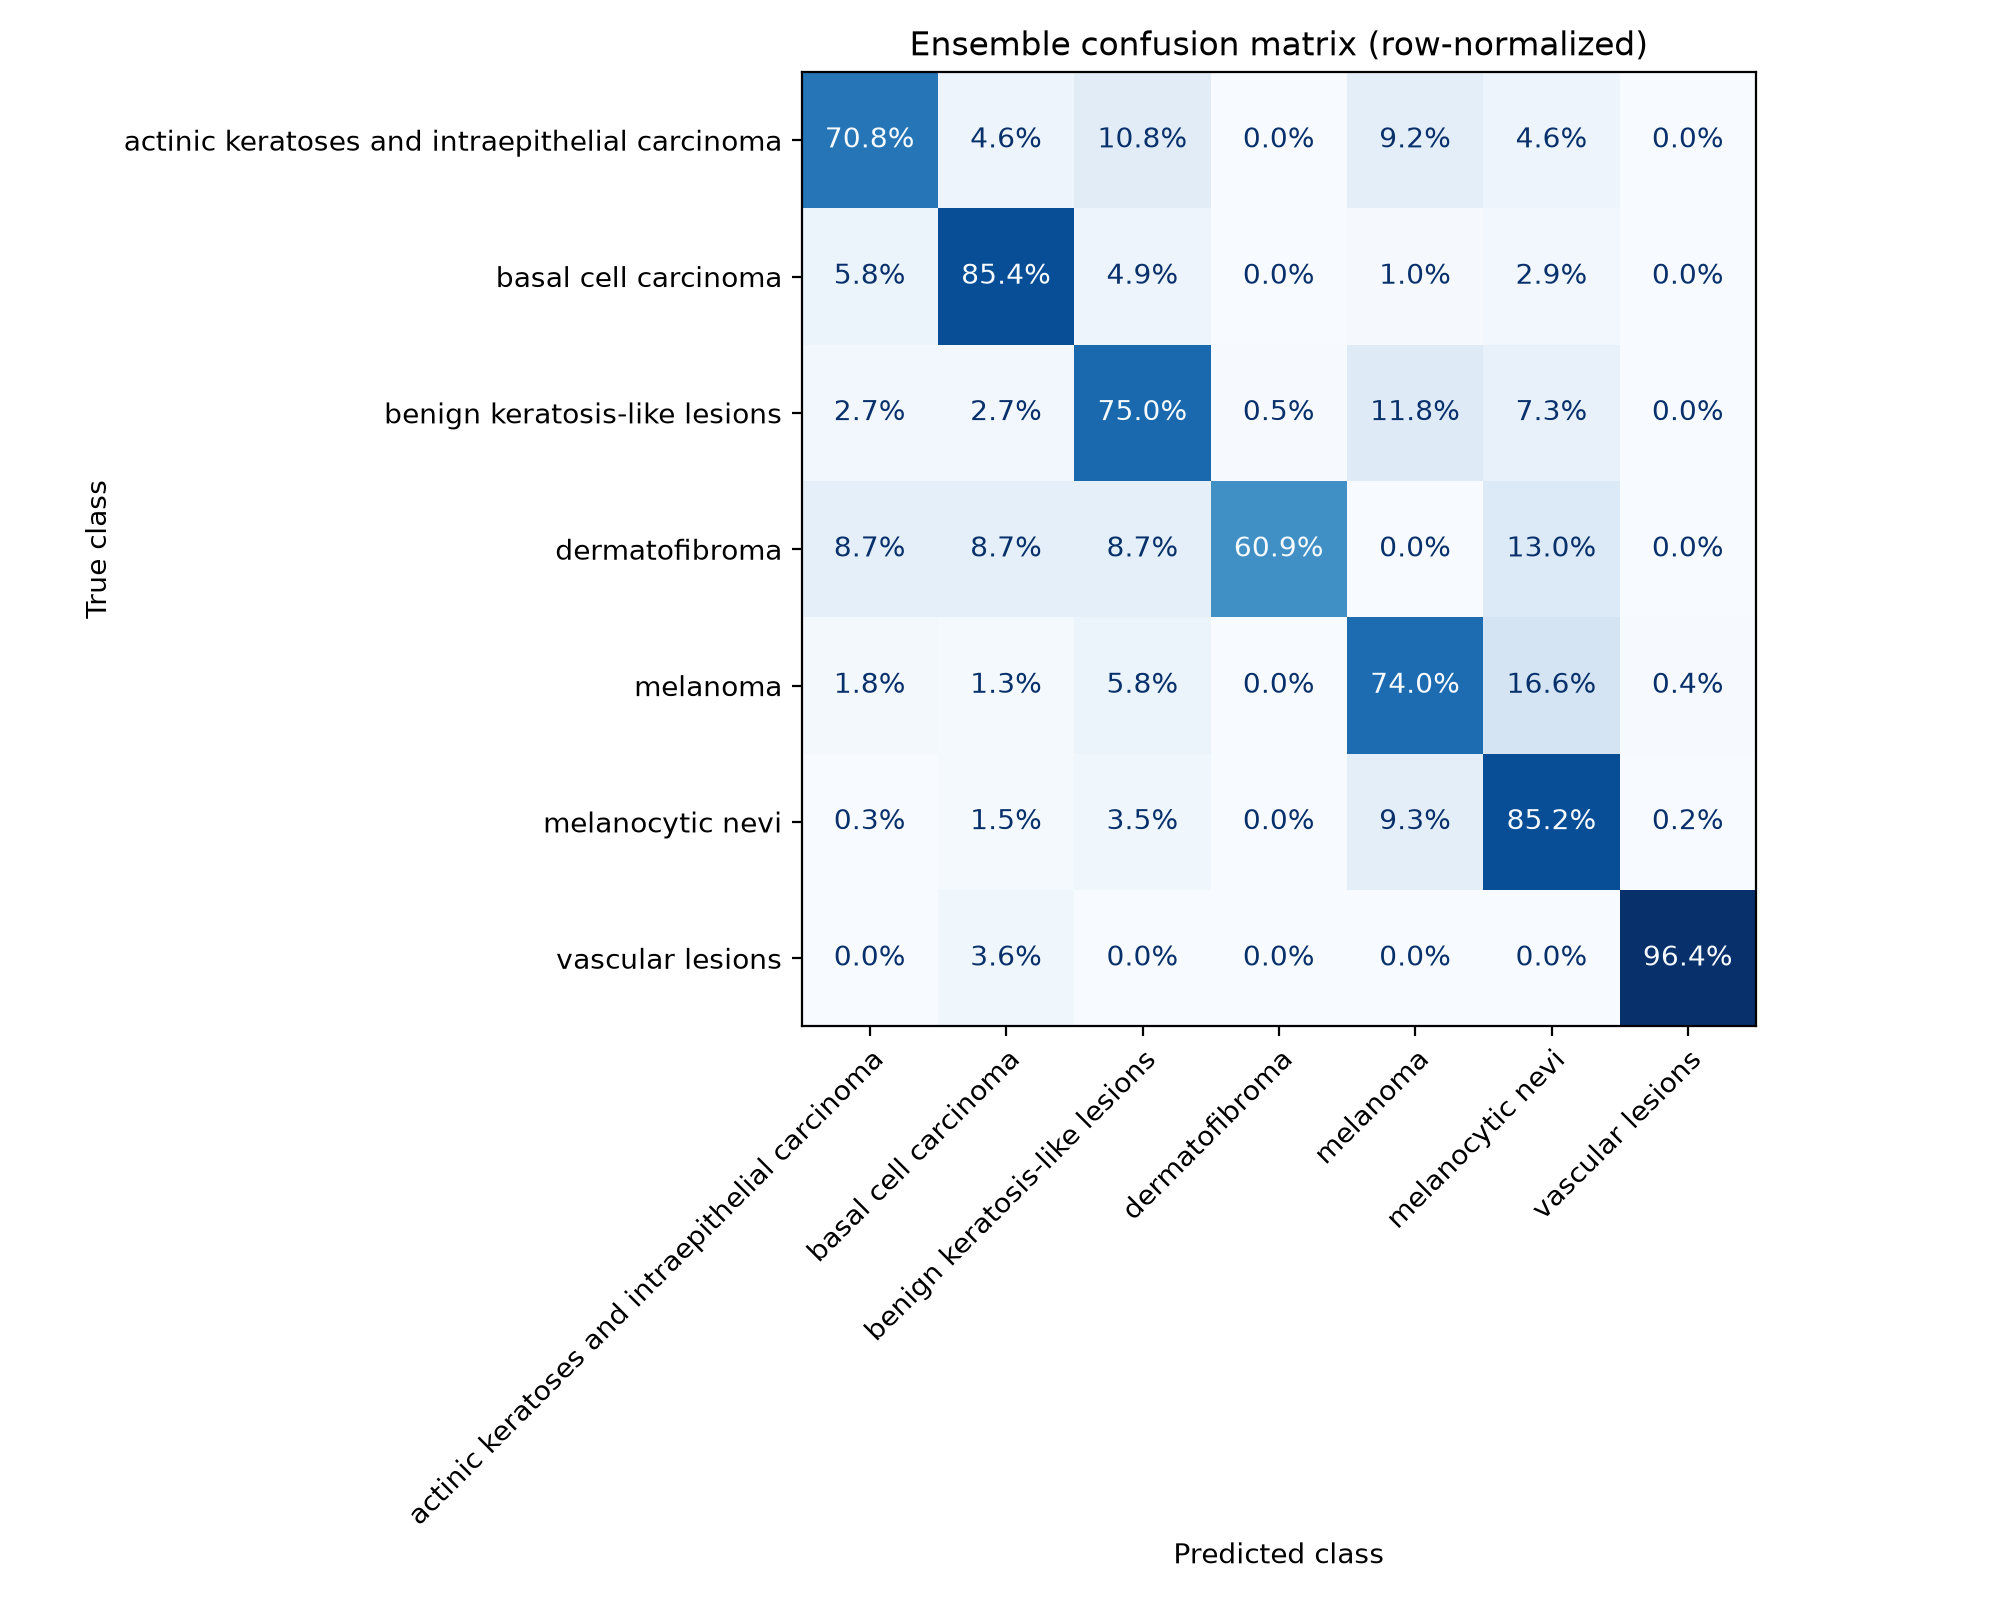 Ensemble confusion matrix (row-normalized)
True class
actinic keratoses and intraepithelial carcinoma 70.8% 4.6% 10.8% 0.0% 9.2% 4.6% 0.0%
basal cell carcinoma 5.8% 85.4% 4.9% 0.0% 1.0% 2.9% 0.0%
benign keratosis-like lesions 2.7% 2.7% 75.0% 0.5% 11.8% 7.3% 0.0%
dermatofibroma 8.7% 8.7% 8.7% 60.9% 0.0% 13.0% 0.0%
melanoma 1.8% 1.3% 5.8% 0.0% 74.0% 16.6% 0.4%
melanocytic nevi 0.3% 1.5% 3.5% 0.0% 9.3% 85.2% 0.2%
vascular lesions 0.0% 3.6% 0.0% 0.0% 0.0% 0.0% 96.4%
actinic keratoses and intraepithelial carcinoma
basal cell carcinoma
benign keratosis-like lesions
dermatofibroma
melanoma
melanocytic nevi
vascular lesions
Predicted class